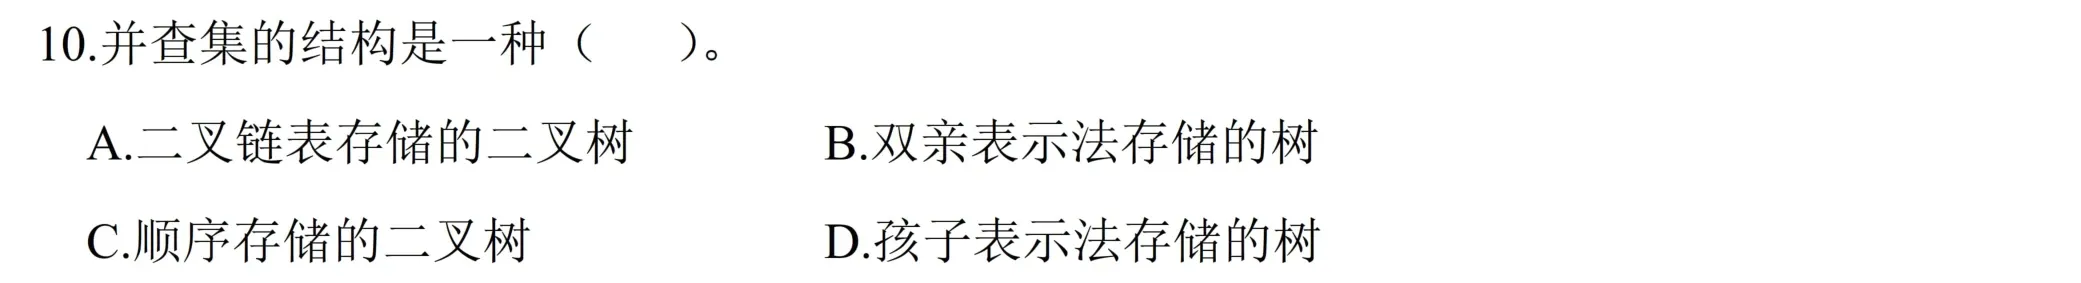 10.并查集的结构是一种（　　）。
A.二叉链表存储的二叉树　　B.双亲表示法存储的树
C.顺序存储的二叉树　　D.孩子表示法存储的树